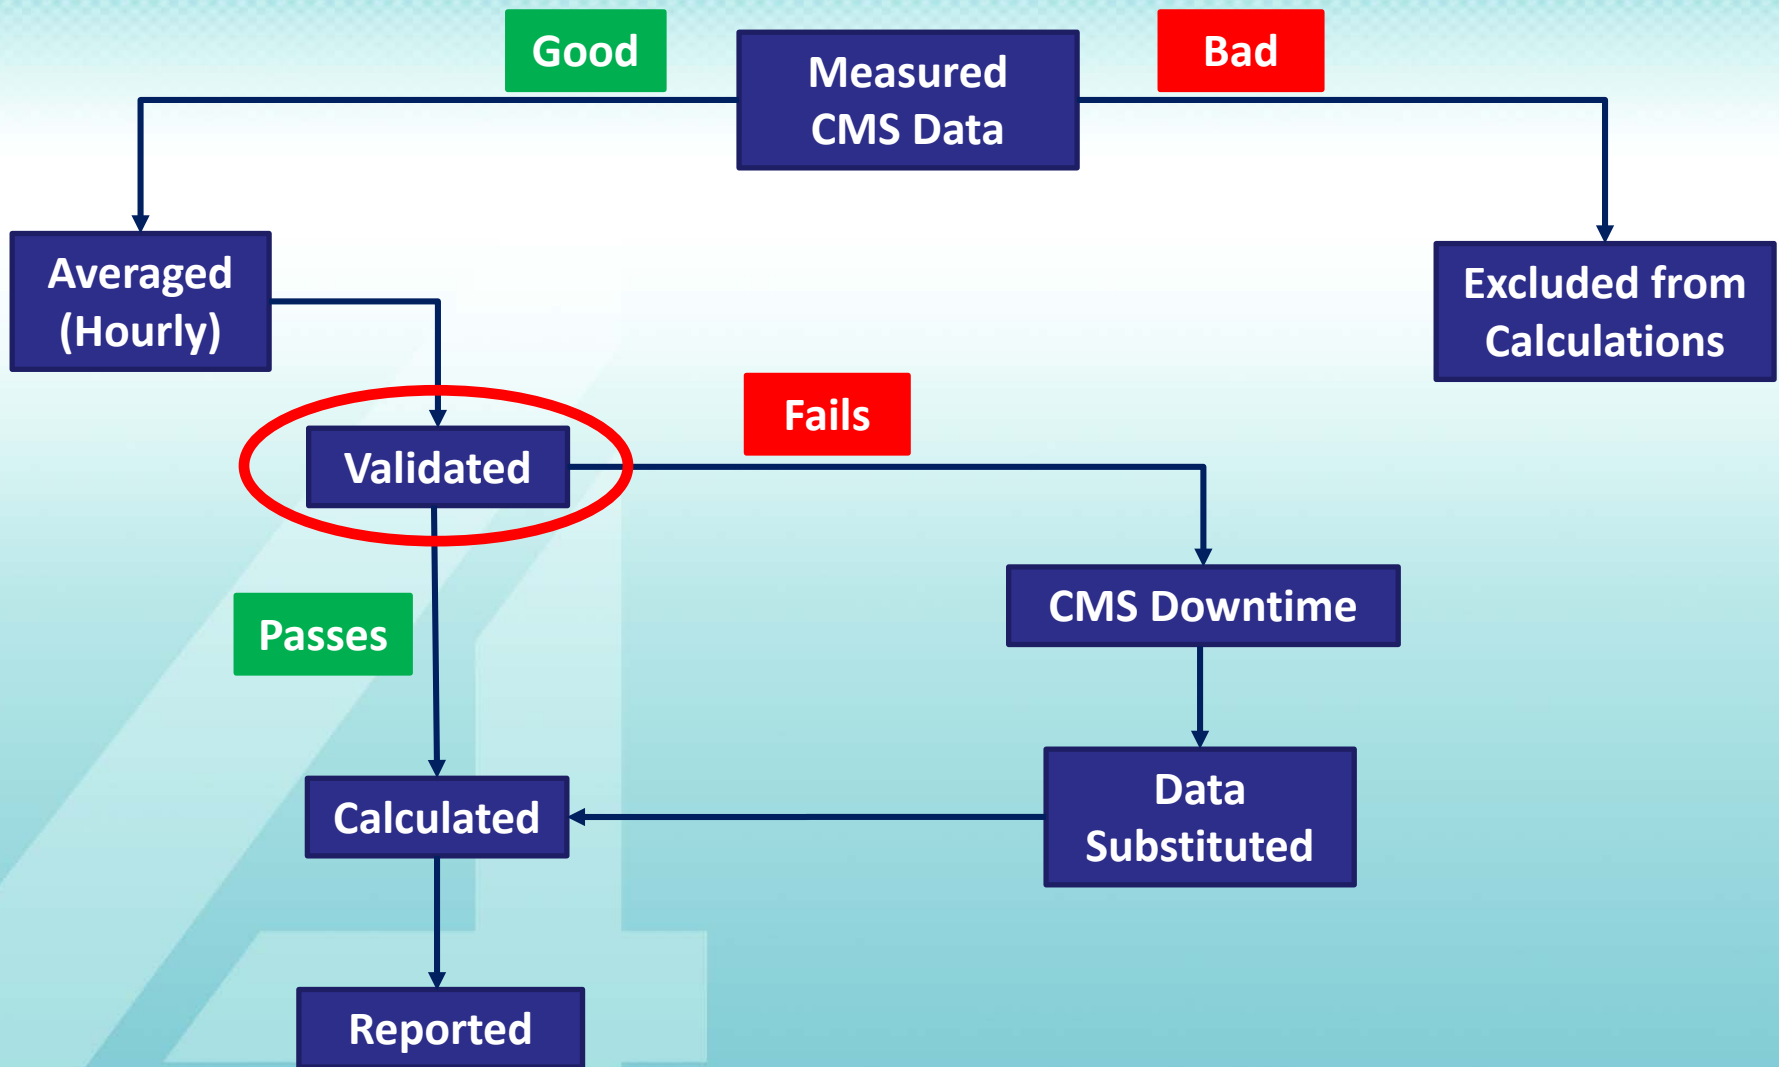 Good
Measured
CMS Data
Bad
Averaged
(Hourly)
Excluded from
Calculations
Validated
Fails
CMS Downtime
Passes
Data
Substituted
Calculated
Reported